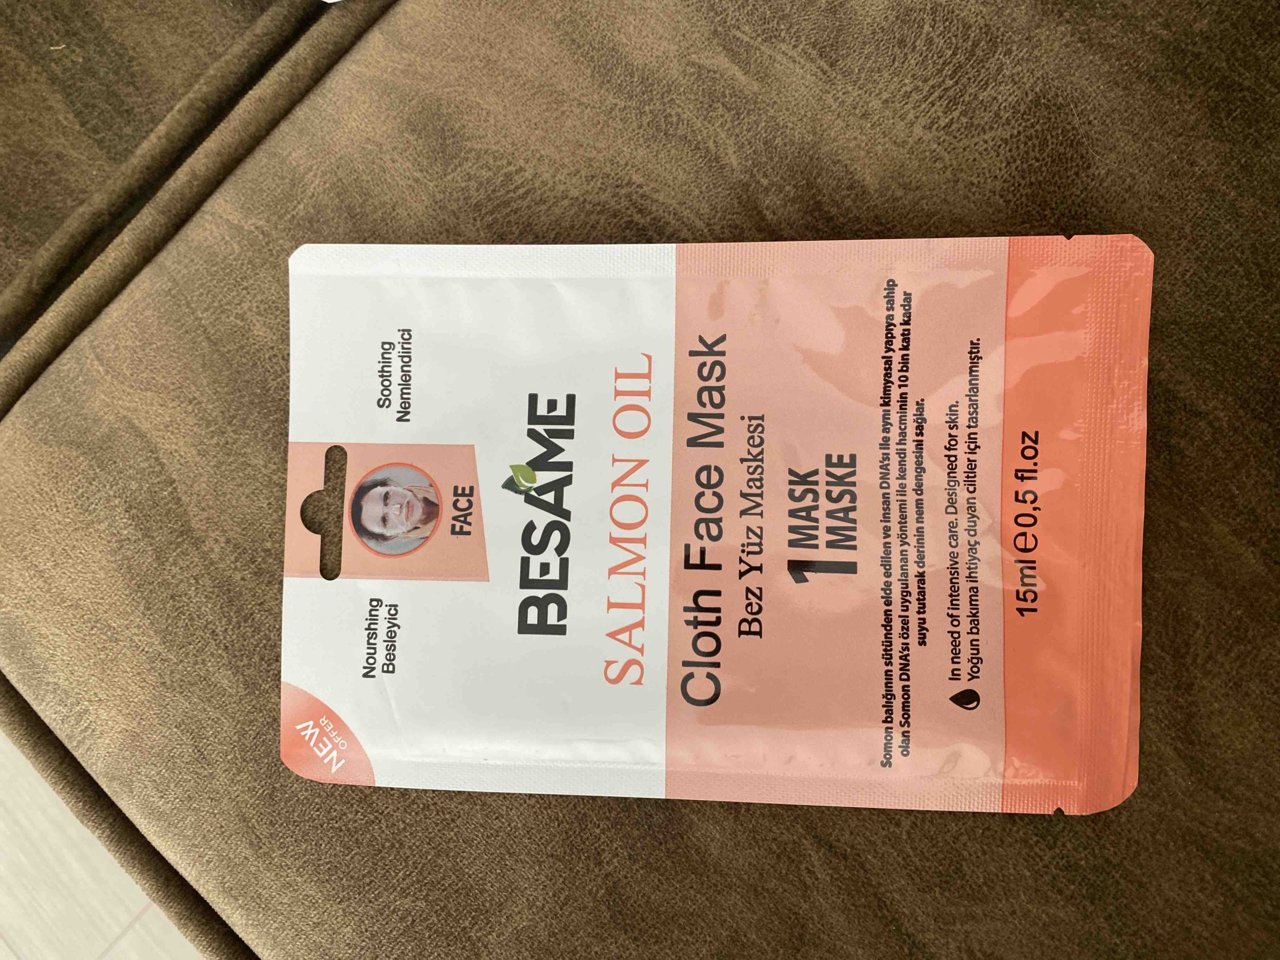 NEW
OFFER
Nourshing
Besleyici
FACE
Soothing
Nemlendirici
BESAME
SALMON OIL
Cloth Face Mask
Bez Yüz Maskesi
1 MASK
MASKE
Somon balığının sütünden elde edilen ve insan DNA'sı ile aynı kimyasal yapıya sahip
olan Somon DNA'sı özel uygulanan yöntemi ile kendi hacminin 10 bin katı kadar
suyu tutarak derinin nem dengesini sağlar.
In need of intensive care. Designed for skin.
Yoğun bakıma ihtiyaç duyan ciltler için tasarlanmıştır.
15ml ℮ 0,5 fl.oz